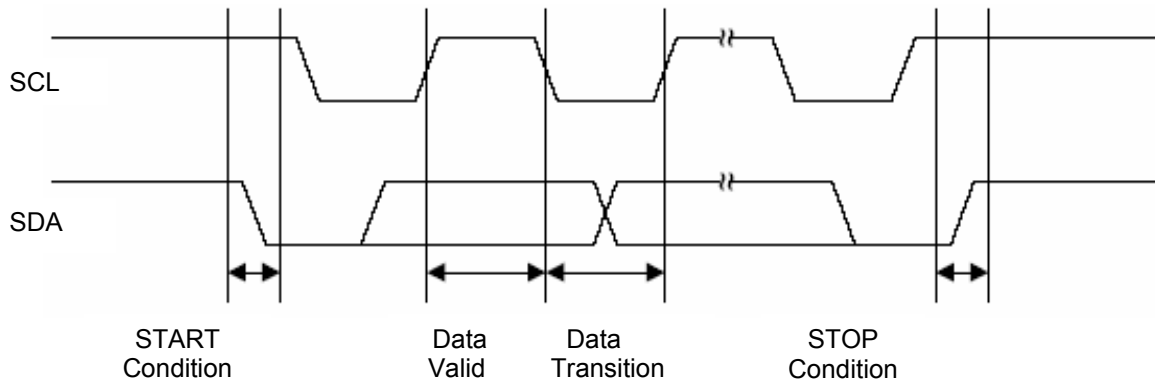 SCL
SDA
START
Condition
Data
Valid
Data
Transition
STOP
Condition